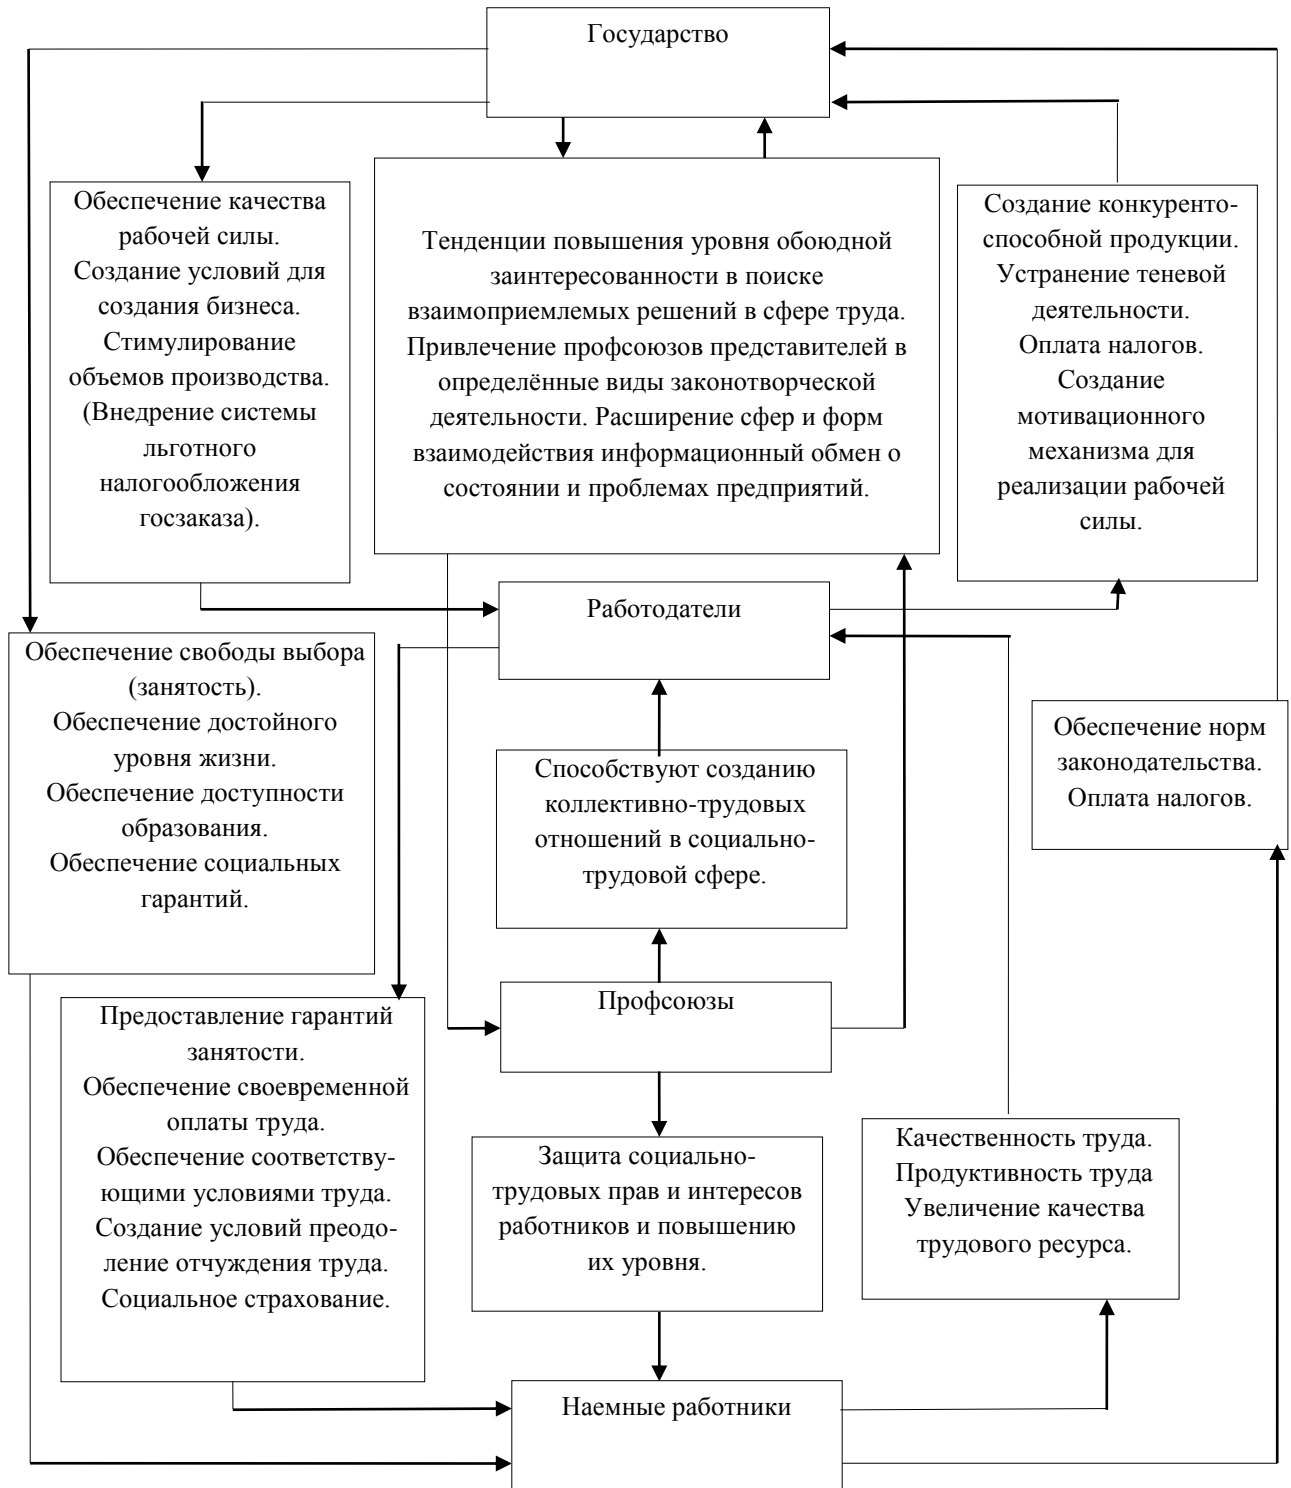 Государство
Обеспечение качества
рабочей силы.
Создание условий для
создания бизнеса.
Стимулирование
объемов производства.
(Внедрение системы
льготного
налогообложения
госзаказа).
Тенденции повышения уровня обоюдной
заинтересованности в поиске
взаимоприемлемых решений в сфере труда.
Привлечение профсоюзов представителей в
определённые виды законотворческой
деятельности. Расширение сфер и форм
взаимодействия информационный обмен о
состоянии и проблемах предприятий.
Создание конкуренто-
способной продукции.
Устранение теневой
деятельности.
Оплата налогов.
Создание
мотивационного
механизма для
реализации рабочей
силы.
Работодатели
Обеспечение свободы выбора
(занятость).
Обеспечение достойного
уровня жизни.
Обеспечение доступности
образования.
Обеспечение социальных
гарантий.
Способствуют созданию
коллективно-трудовых
отношений в социально-
трудовой сфере.
Обеспечение норм
законодательства.
Оплата налогов.
Профсоюзы
Предоставление гарантий
занятости.
Обеспечение своевременной
оплаты труда.
Обеспечение соответству-
ющими условиями труда.
Создание условий преодо-
ление отчуждения труда.
Социальное страхование.
Защита социально-
трудовых прав и интересов
работников и повышению
их уровня.
Качественность труда.
Продуктивность труда
Увеличение качества
трудового ресурса.
Наемные работники